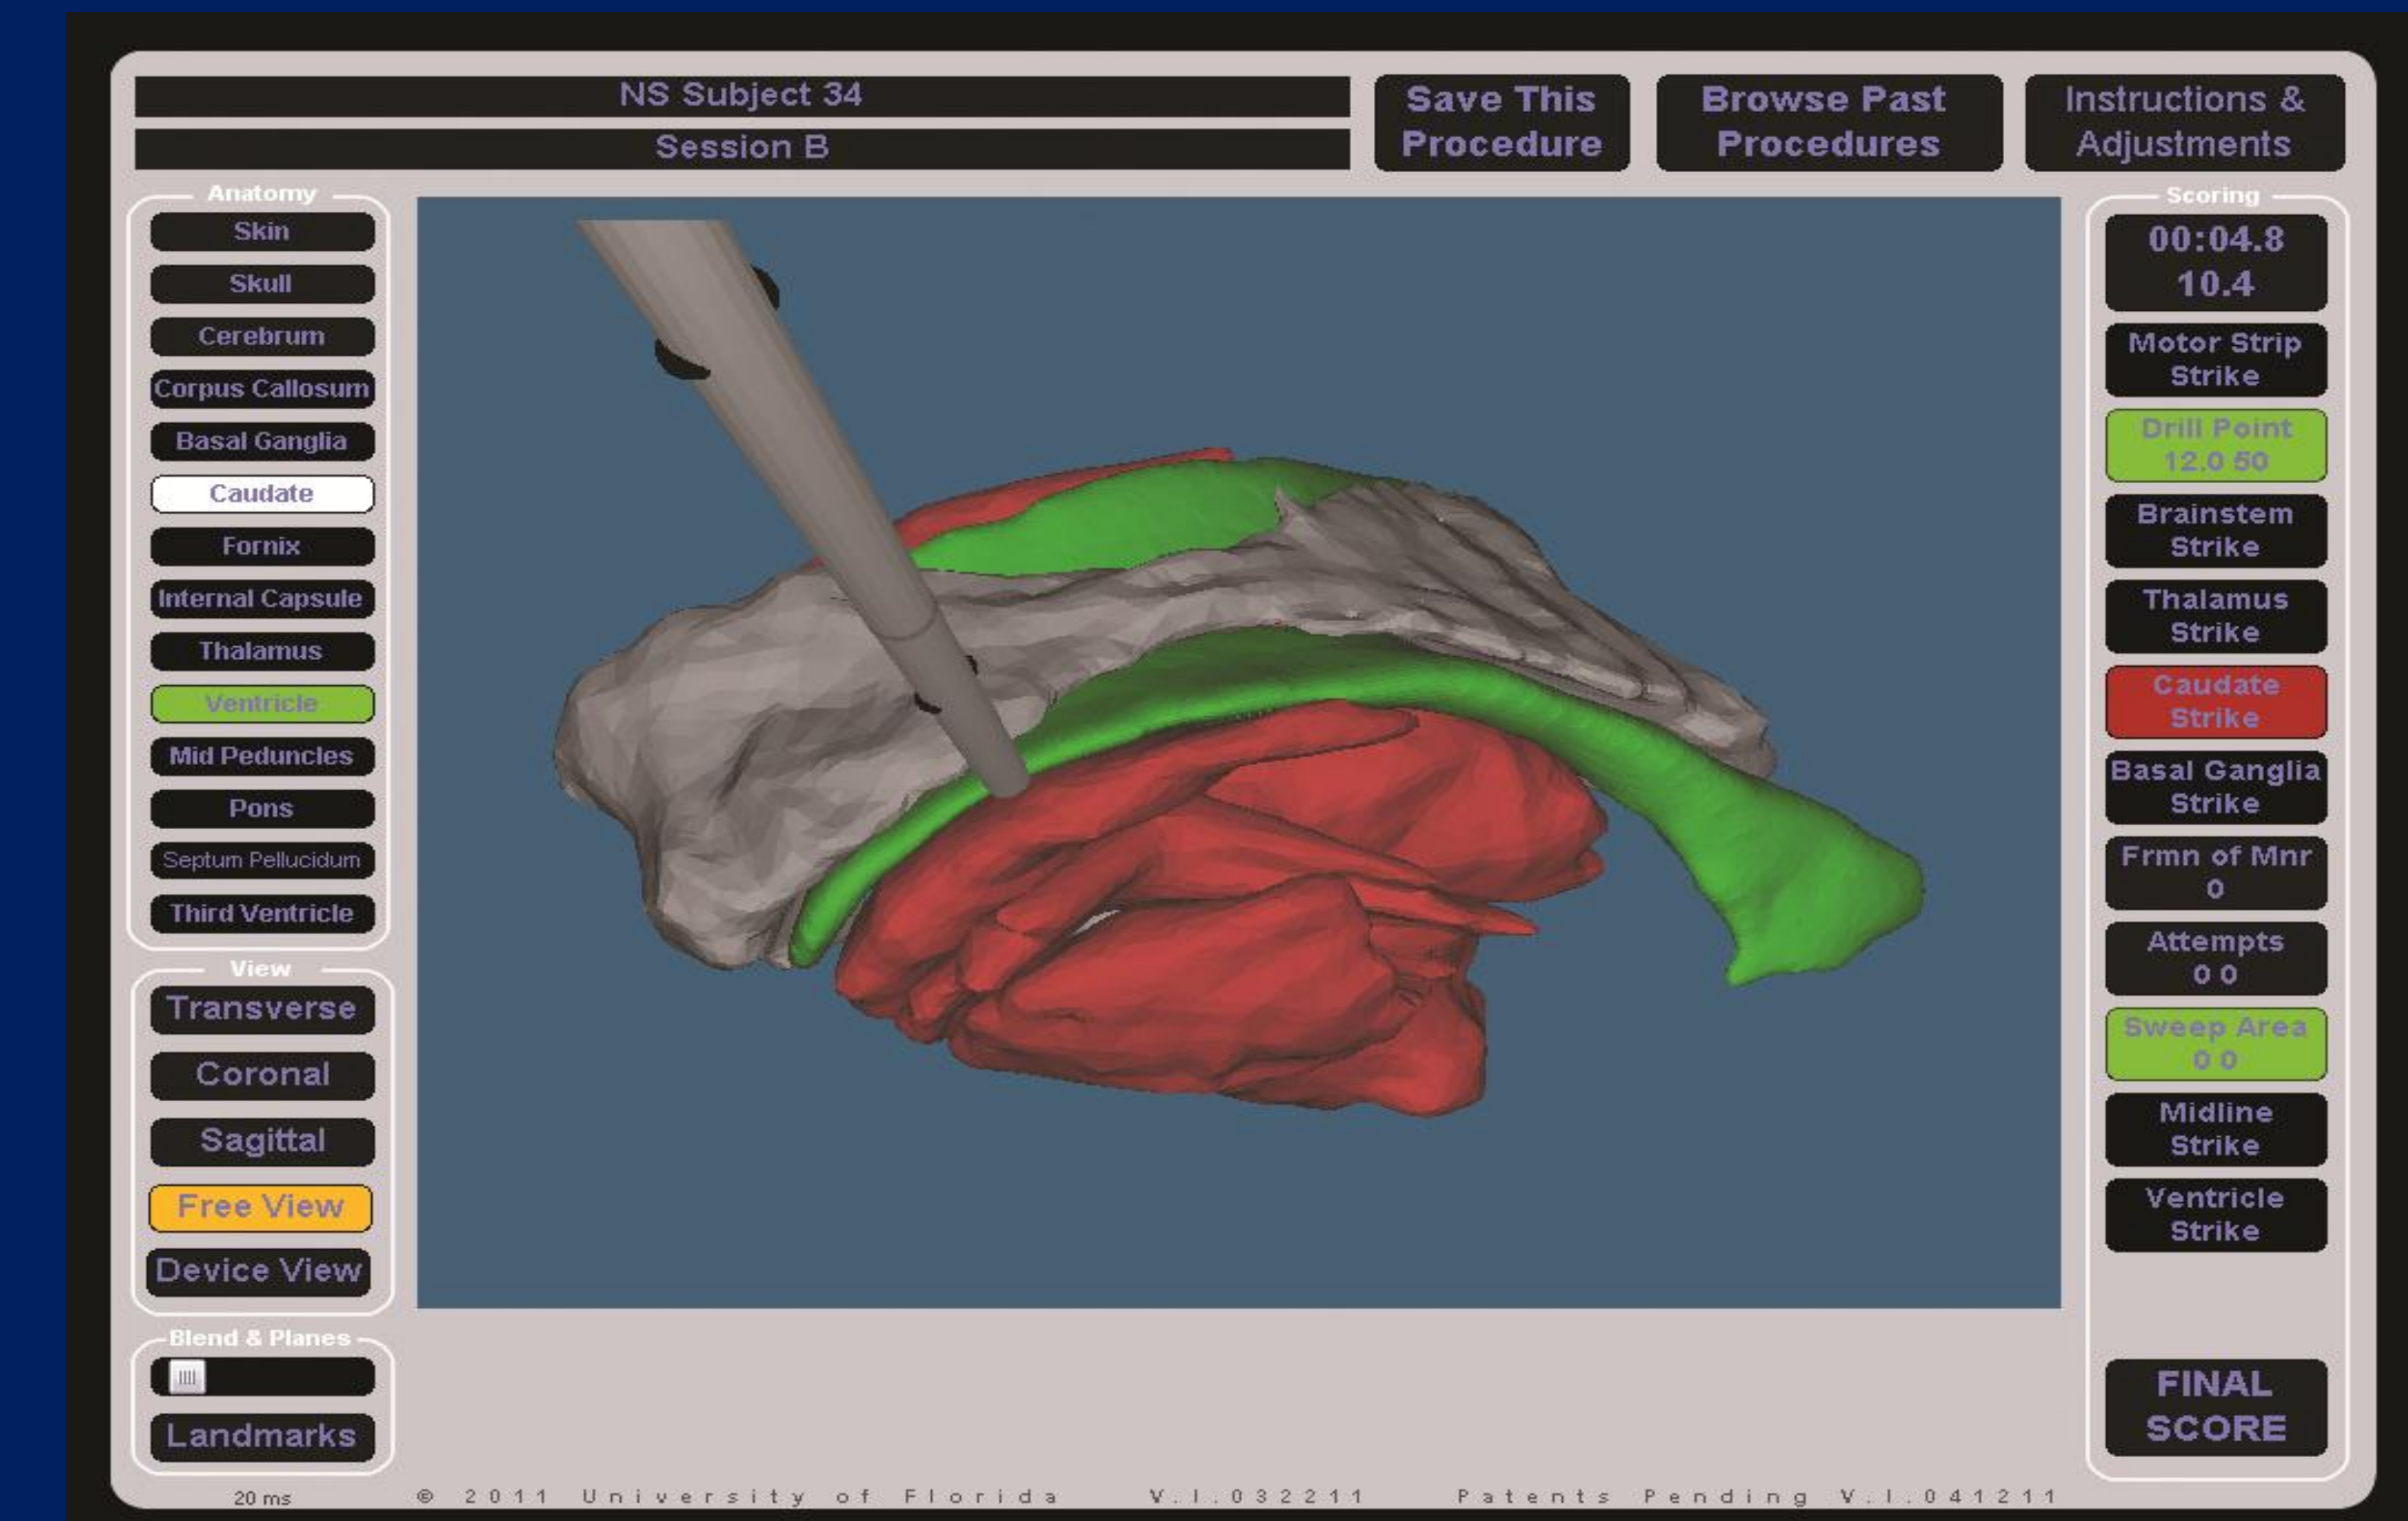 NS Subject 34
Session B
Save This
Procedure
Browse Past
Procedures
Instructions &
Adjustments
Anatomy
Skin
Skull
Cerebrum
Corpus Callosum
Basal Ganglia
Caudate
Fornix
Internal Capsule
Thalamus
Ventricle
Mid Peduncles
Pons
Septum Pellucidum
Third Ventricle
View
Transverse
Coronal
Sagittal
Free View
Device View
Blend & Planes
Landmarks
20 ms
Scoring
00:04.8
10.4
Motor Strip
Strike
Drill Point
12.0 50
Brainstem
Strike
Thalamus
Strike
Caudate
Strike
Basal Ganglia
Strike
Frmn of Mnr
0
Attempts
0 0
Sweep Area
0 0
Midline
Strike
Ventricle
Strike
FINAL
SCORE
© 2011 University of Florida V.I.032211 Patents Pending V.I.041211